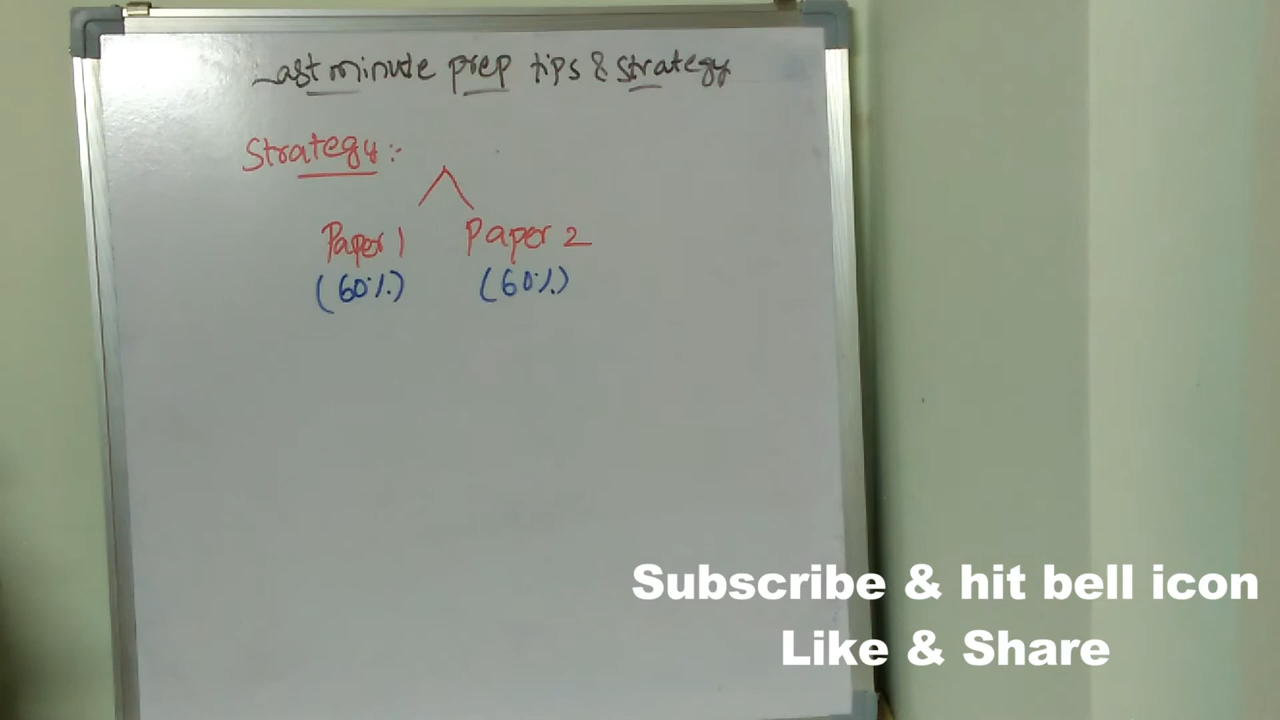 Last minute prep tips & strategy
Strategy :-
Paper 1 Paper 2
(60%) (60%)
Subscribe & hit bell icon
Like & Share